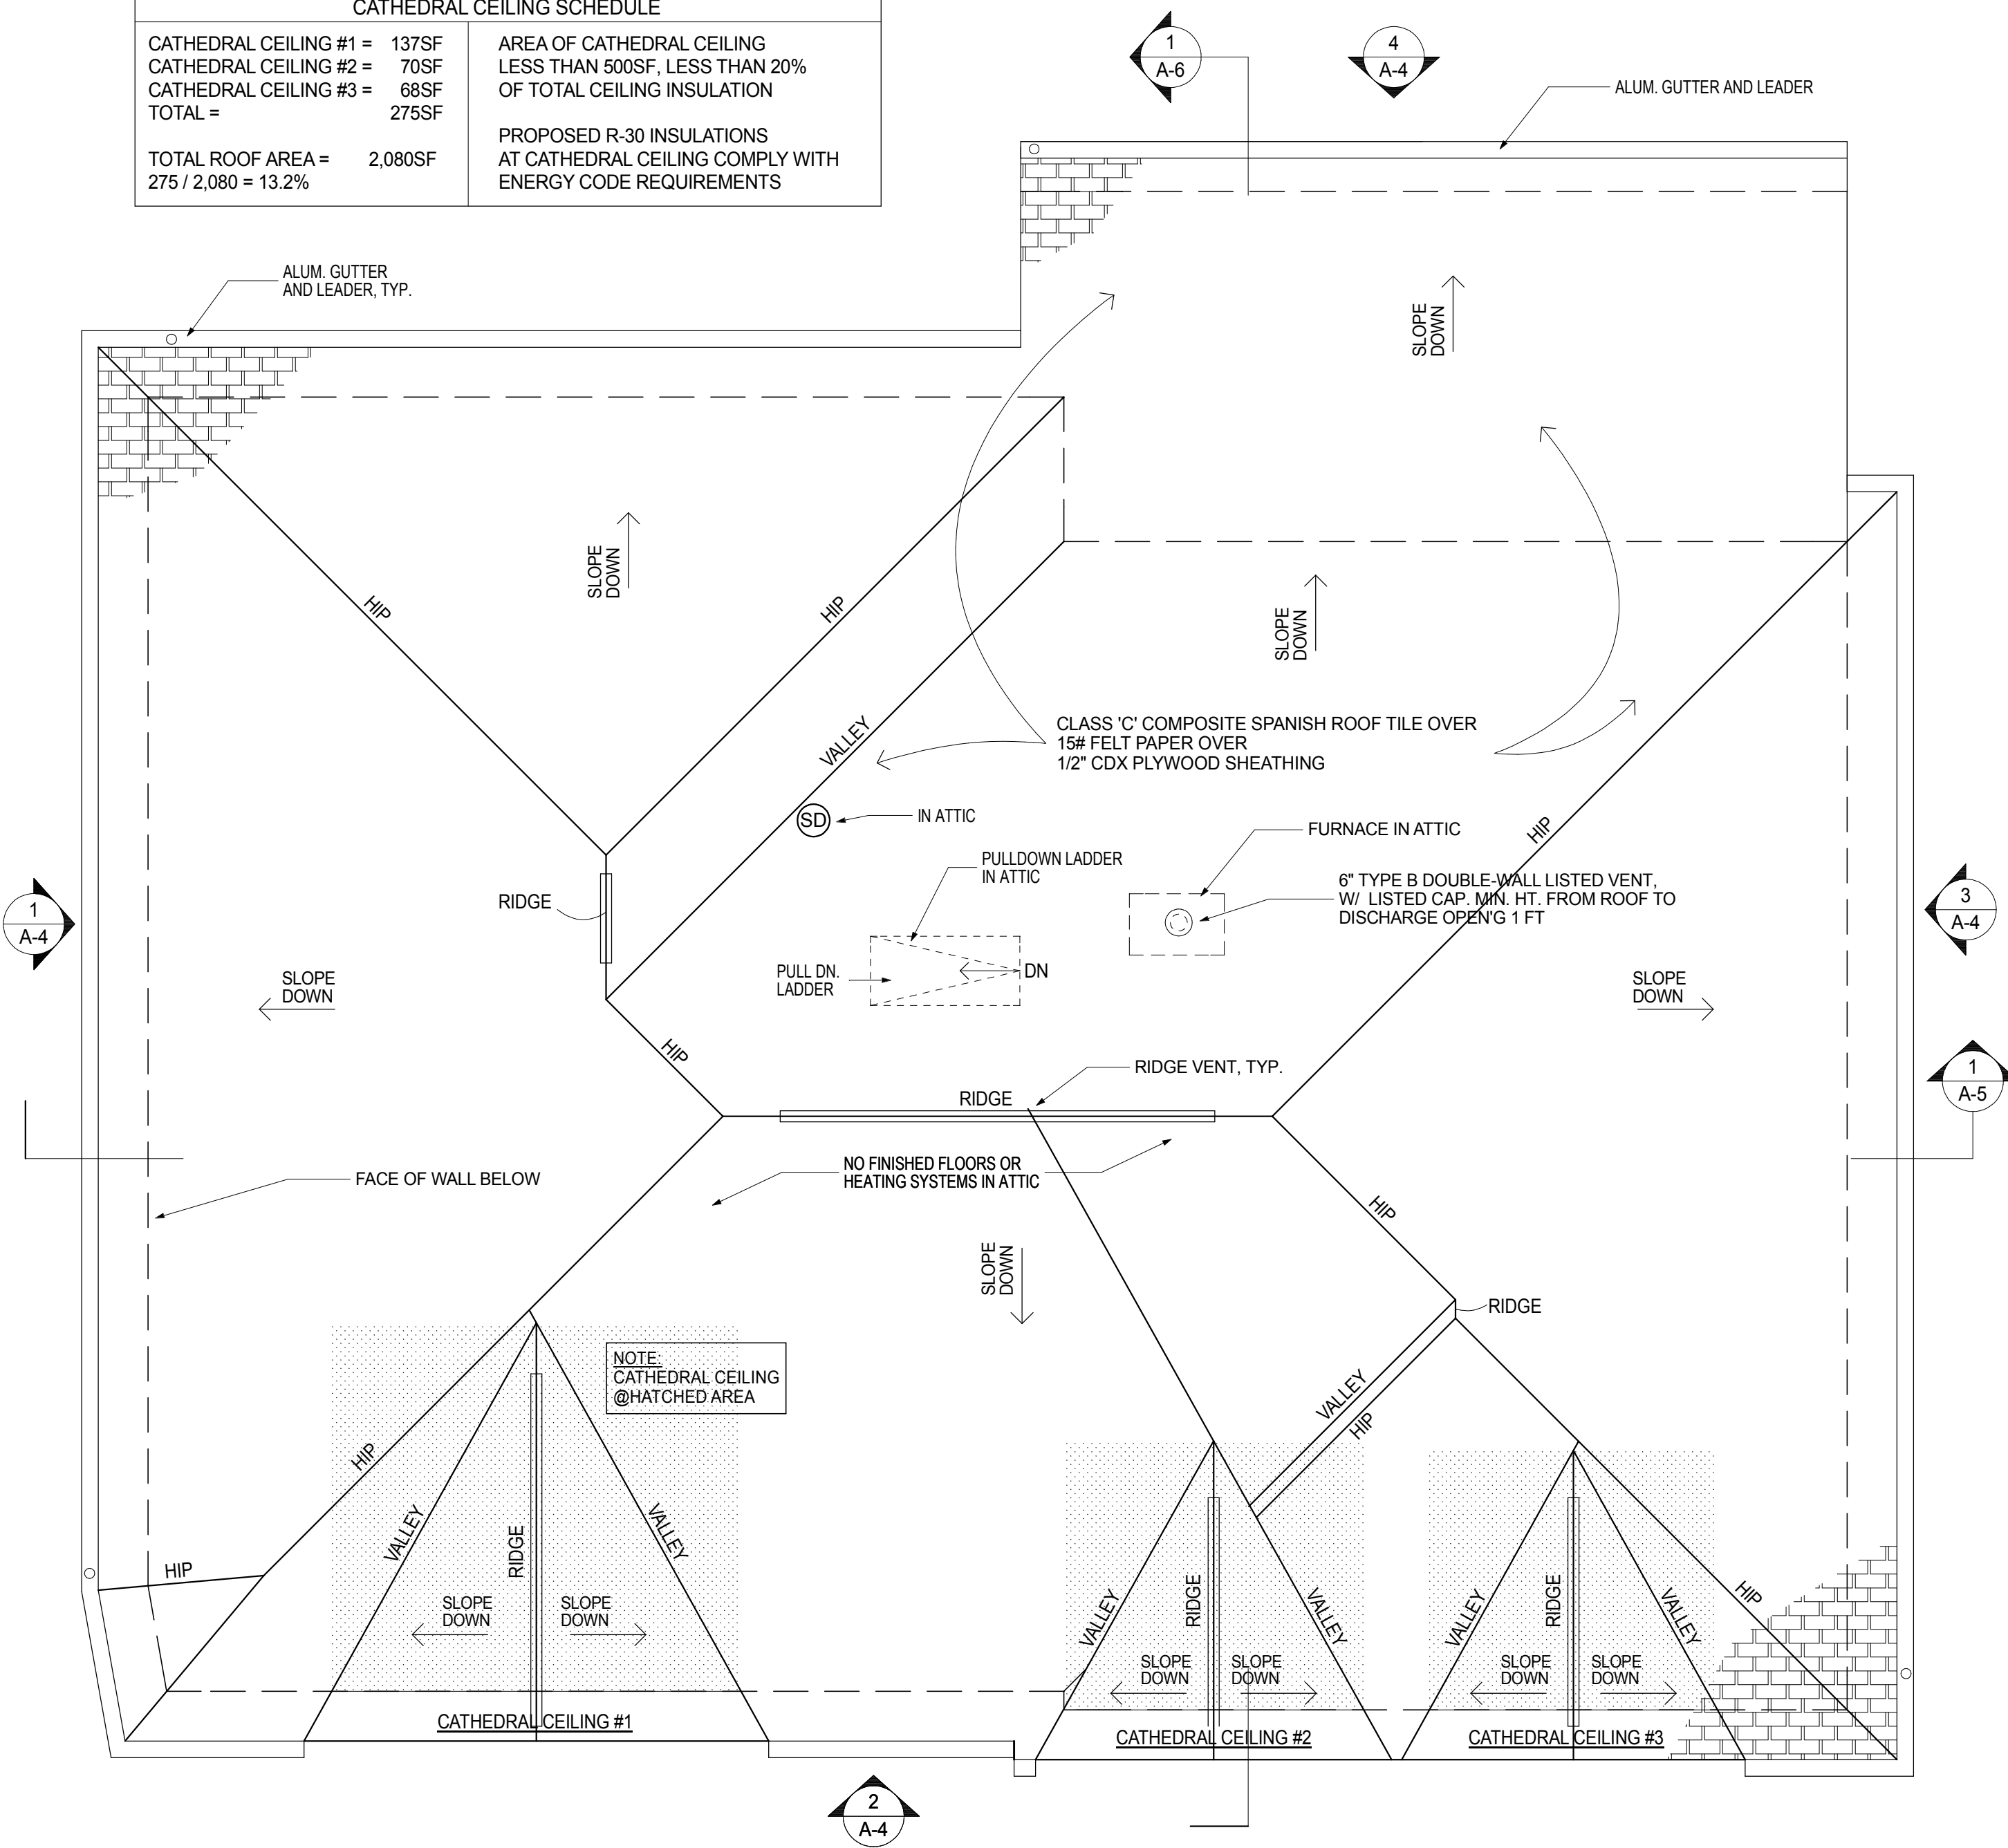 CATHEDRAL CEILING SCHEDULE
CATHEDRAL CEILING #1 = 137SF
CATHEDRAL CEILING #2 = 70SF
CATHEDRAL CEILING #3 = 68SF
TOTAL = 275SF
TOTAL ROOF AREA = 2,080SF
275 / 2,080 = 13.2%
AREA OF CATHEDRAL CEILING
LESS THAN 500SF, LESS THAN 20%
OF TOTAL CEILING INSULATION
PROPOSED R-30 INSULATIONS
AT CATHEDRAL CEILING COMPLY WITH
ENERGY CODE REQUIREMENTS
1
A-6
4
A-4
ALUM. GUTTER AND LEADER
ALUM. GUTTER
AND LEADER, TYP.
SLOPE
DOWN
SLOPE
DOWN
SLOPE
DOWN
HIP
HIP
VALLEY
CLASS 'C' COMPOSITE SPANISH ROOF TILE OVER
15# FELT PAPER OVER
1/2" CDX PLYWOOD SHEATHING
SD
IN ATTIC
FURNACE IN ATTIC
HIP
PULLDOWN LADDER
IN ATTIC
6" TYPE B DOUBLE-WALL LISTED VENT,
W/ LISTED CAP. MIN. HT. FROM ROOF TO
DISCHARGE OPEN'G 1 FT
RIDGE
1
A-4
3
A-4
PULL DN.
LADDER
DN
SLOPE
DOWN
SLOPE
DOWN
HIP
RIDGE VENT, TYP.
RIDGE
1
A-5
NO FINISHED FLOORS OR
HEATING SYSTEMS IN ATTIC
FACE OF WALL BELOW
HIP
SLOPE
DOWN
RIDGE
NOTE:
CATHEDRAL CEILING
@HATCHED AREA
VALLEY
HIP
HIP
VALLEY
RIDGE
VALLEY
HIP
SLOPE
DOWN
SLOPE
DOWN
VALLEY
RIDGE
VALLEY
VALLEY
RIDGE
VALLEY
HIP
SLOPE
DOWN
SLOPE
DOWN
SLOPE
DOWN
SLOPE
DOWN
CATHEDRAL CEILING #1
CATHEDRAL CEILING #2
CATHEDRAL CEILING #3
2
A-4